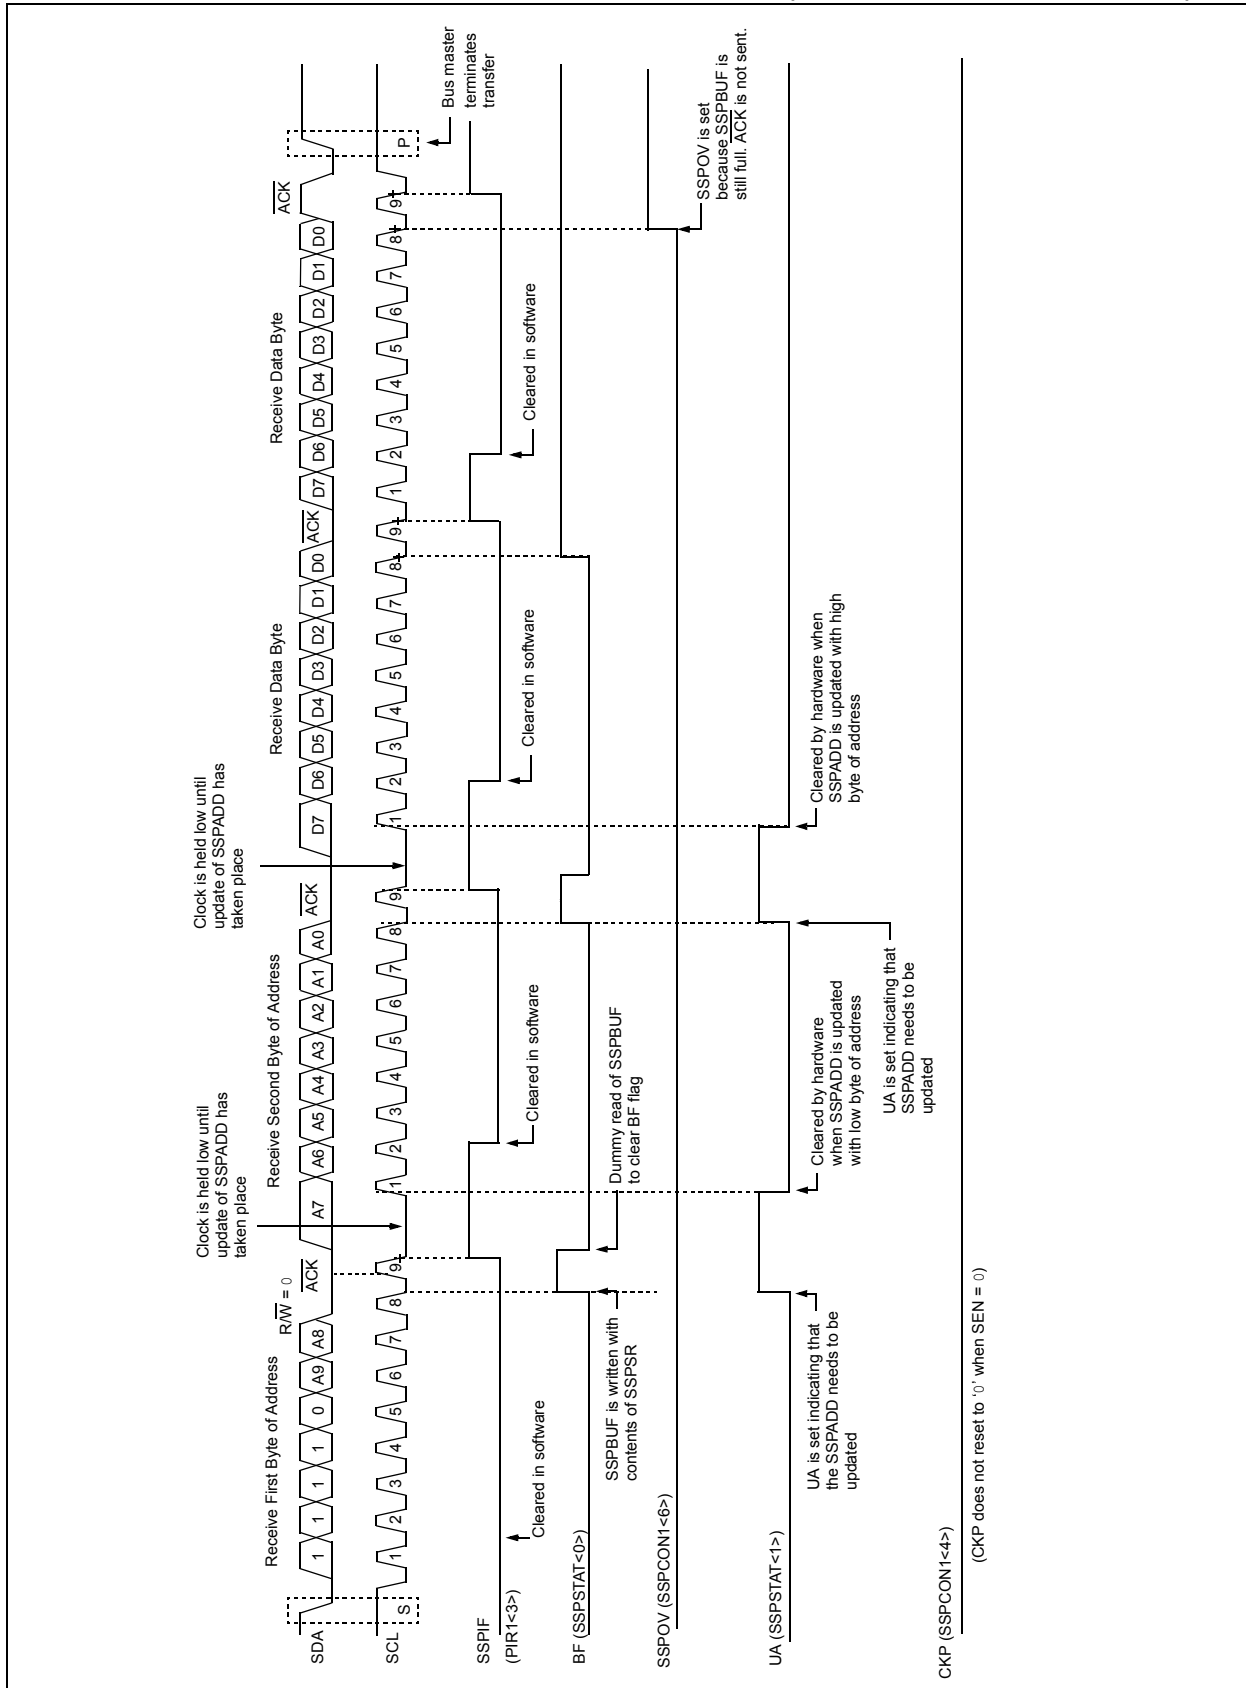 Receive First Byte of Address
R/W = 0
ACK
Clock is held low until
update of SSPADD has
taken place
Receive Second Byte of Address
ACK
Clock is held low until
update of SSPADD has
taken place
Receive Data Byte
ACK
Receive Data Byte
ACK
SDA
1
1
1
1
0
A9
A8
A7
A6
A5
A4
A3
A2
A1
A0
D7
D6
D5
D4
D3
D2
D1
D0
D7
D6
D5
D4
D3
D2
D1
D0
SCL
S
1
2
3
4
5
6
7
8
9
1
2
3
4
5
6
7
8
9
1
2
3
4
5
6
7
8
9
1
2
3
4
5
6
7
8
9
P
Bus master
terminates
transfer
SSPIF
(PIR1<3>)
Cleared in software
Cleared in software
Cleared in software
Cleared in software
BF (SSPSTAT<0>)
SSPBUF is written with
contents of SSPSR
Dummy read of SSPBUF
to clear BF flag
SSPOV (SSPCON1<6>)
SSPOV is set
because SSPBUF is
still full. ACK is not sent.
UA (SSPSTAT<1>)
UA is set indicating that
the SSPADD needs to be
updated
Cleared by hardware
when SSPADD is updated
with low byte of address
UA is set indicating that
SSPADD needs to be
updated
Cleared by hardware when
SSPADD is updated with high
byte of address
CKP (SSPCON1<4>)
(CKP does not reset to ‘0’ when SEN = 0)